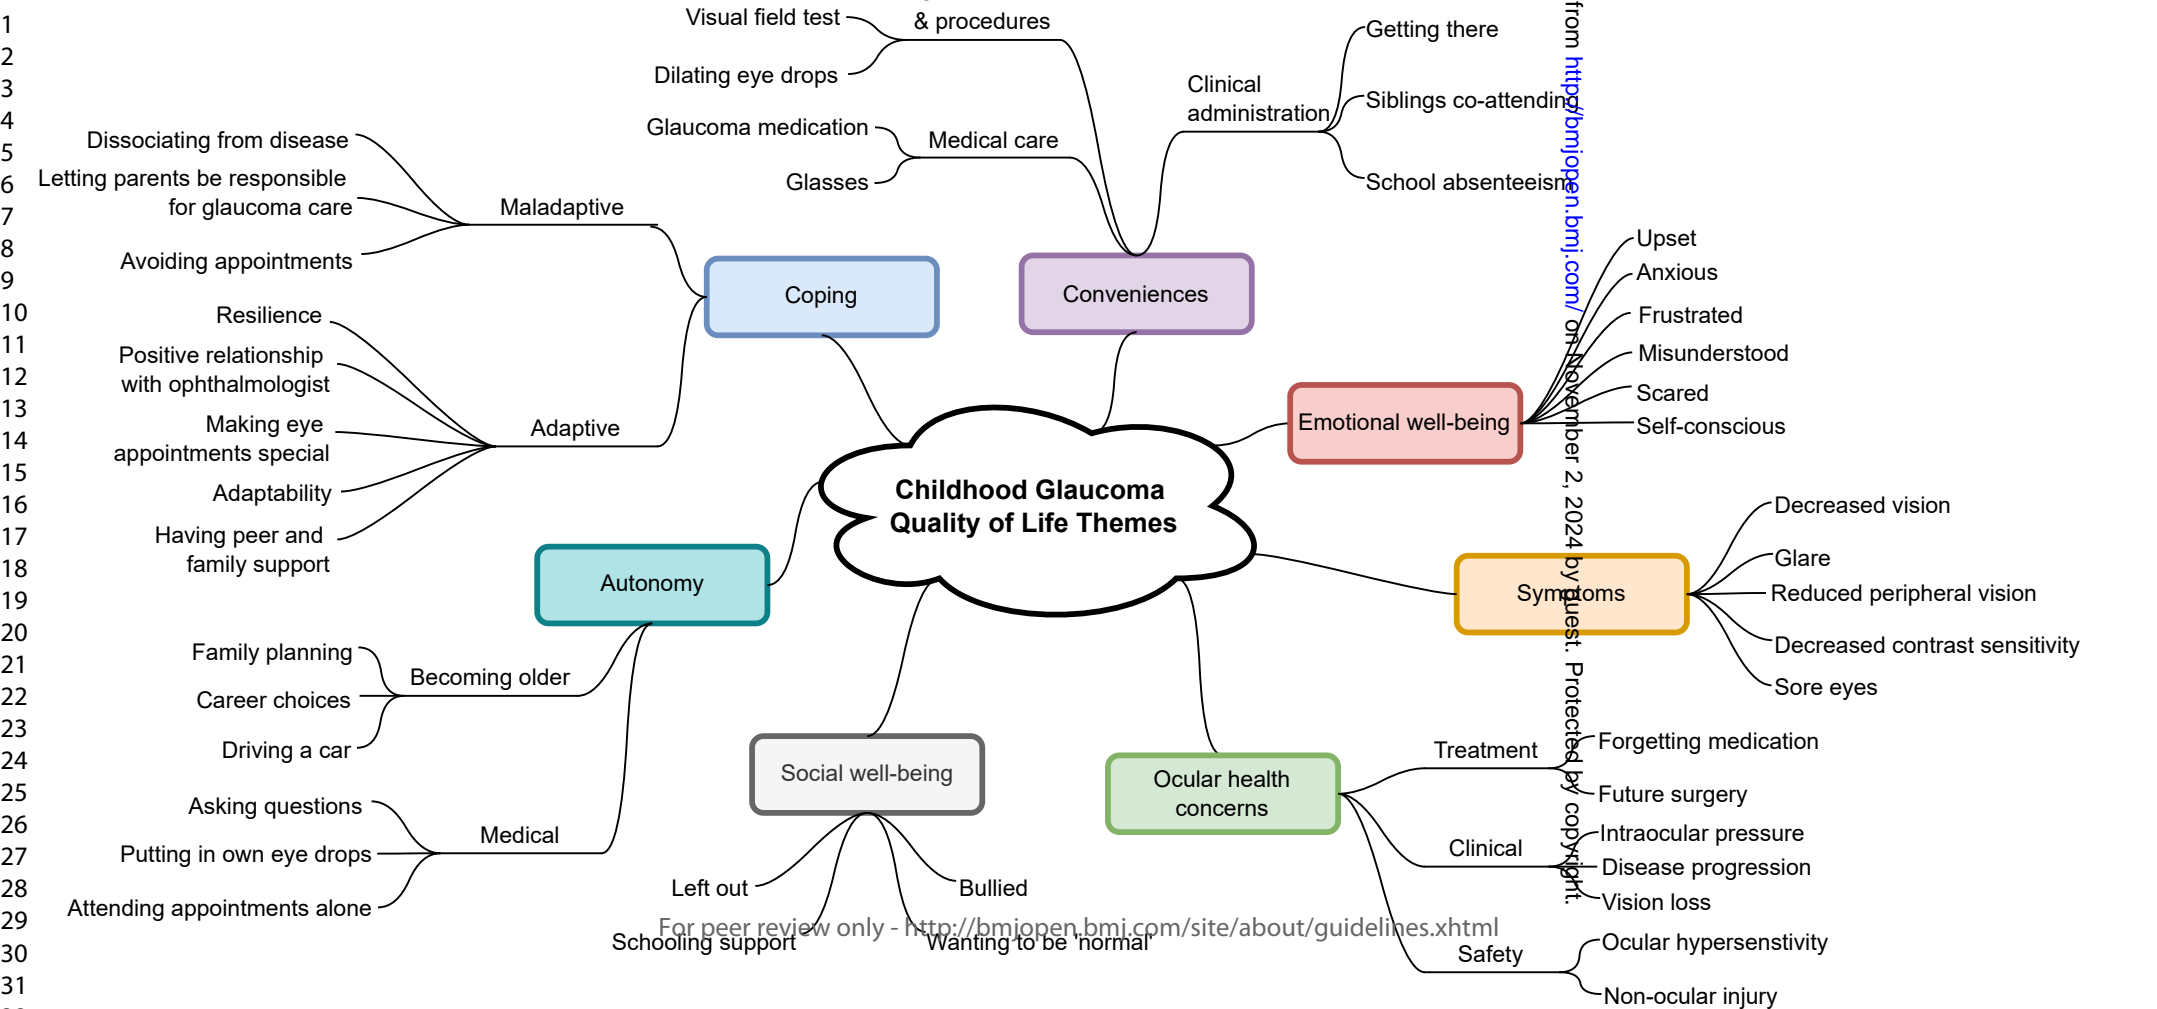 1
2
3
4
5
6
7
8
9
10
11
12
13
14
15
16
17
18
19
20
21
22
23
24
25
26
27
28
29
30
31
Visual field test
& procedures
Dilating eye drops
Glaucoma medication
Medical care
Glasses
Clinical
administration
Getting there
Siblings co-attending
School absenteeism
Dissociating from disease
Letting parents be responsible
for glaucoma care
Maladaptive
Avoiding appointments
Resilience
Positive relationship
with ophthalmologist
Making eye
appointments special
Adaptive
Adaptability
Having peer and
family support
Coping
Conveniences
Emotional well-being
Upset
Anxious
Frustrated
Misunderstood
Scared
Self-conscious
Childhood Glaucoma
Quality of Life Themes
Autonomy
Family planning
Becoming older
Career choices
Driving a car
Asking questions
Medical
Putting in own eye drops
Attending appointments alone
Symptoms
Decreased vision
Glare
Reduced peripheral vision
Decreased contrast sensitivity
Sore eyes
Social well-being
Left out
Bullied
Schooling support
Wanting to be 'normal'
Ocular health
concerns
Treatment
Forgetting medication
Future surgery
Clinical
Intraocular pressure
Disease progression
Vision loss
Safety
Ocular hypersenstivity
Non-ocular injury
For peer review only - http://bmjopen.bmj.com/site/about/guidelines.xhtml
from http://bmjopen.bmj.com/ on November 2, 2024 by guest. Protected by copyright.